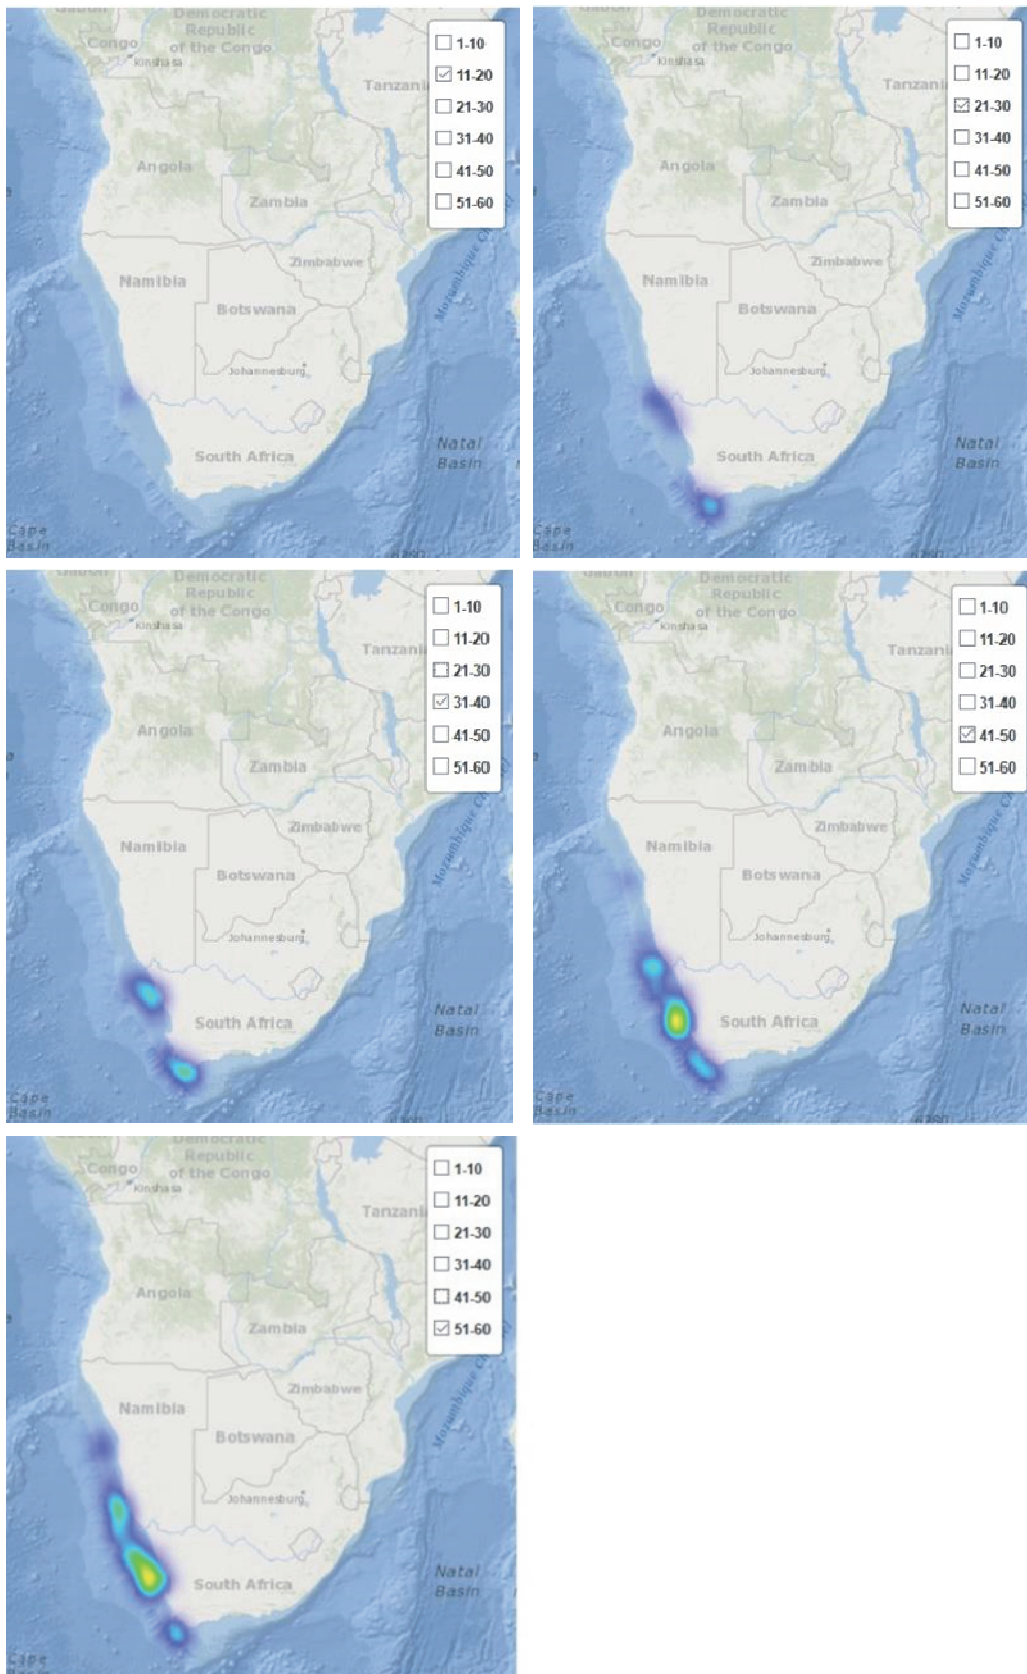 Democratic
Republic
of the Congo
Congo
Kinshasa
Angola
Zambia
Zimbabwe
Namibia
Botswana
Johannesburg
South Africa
Natal
Basin
Cape
Basin
1-10
11-20
21-30
31-40
41-50
51-60
Democratic
Republic
of the Congo
Congo
Kinshasa
Angola
Zambia
Zimbabwe
Namibia
Botswana
Johannesburg
South Africa
Natal
Basin
Cape
Basin
1-10
11-20
21-30
31-40
41-50
51-60
Democratic
Republic
of the Congo
Congo
Kinshasa
Angola
Zambia
Zimbabwe
Namibia
Botswana
Johannesburg
South Africa
Natal
Basin
Cape
Basin
1-10
11-20
21-30
31-40
41-50
51-60
Democratic
Republic
of the Congo
Congo
Kinshasa
Angola
Zambia
Zimbabwe
Namibia
Botswana
Johannesburg
South Africa
Natal
Basin
Cape
Basin
1-10
11-20
21-30
31-40
41-50
51-60
Democratic
Republic
of the Congo
Congo
Kinshasa
Angola
Zambia
Zimbabwe
Namibia
Botswana
Johannesburg
South Africa
Natal
Basin
Cape
1-10
11-20
21-30
31-40
41-50
51-60